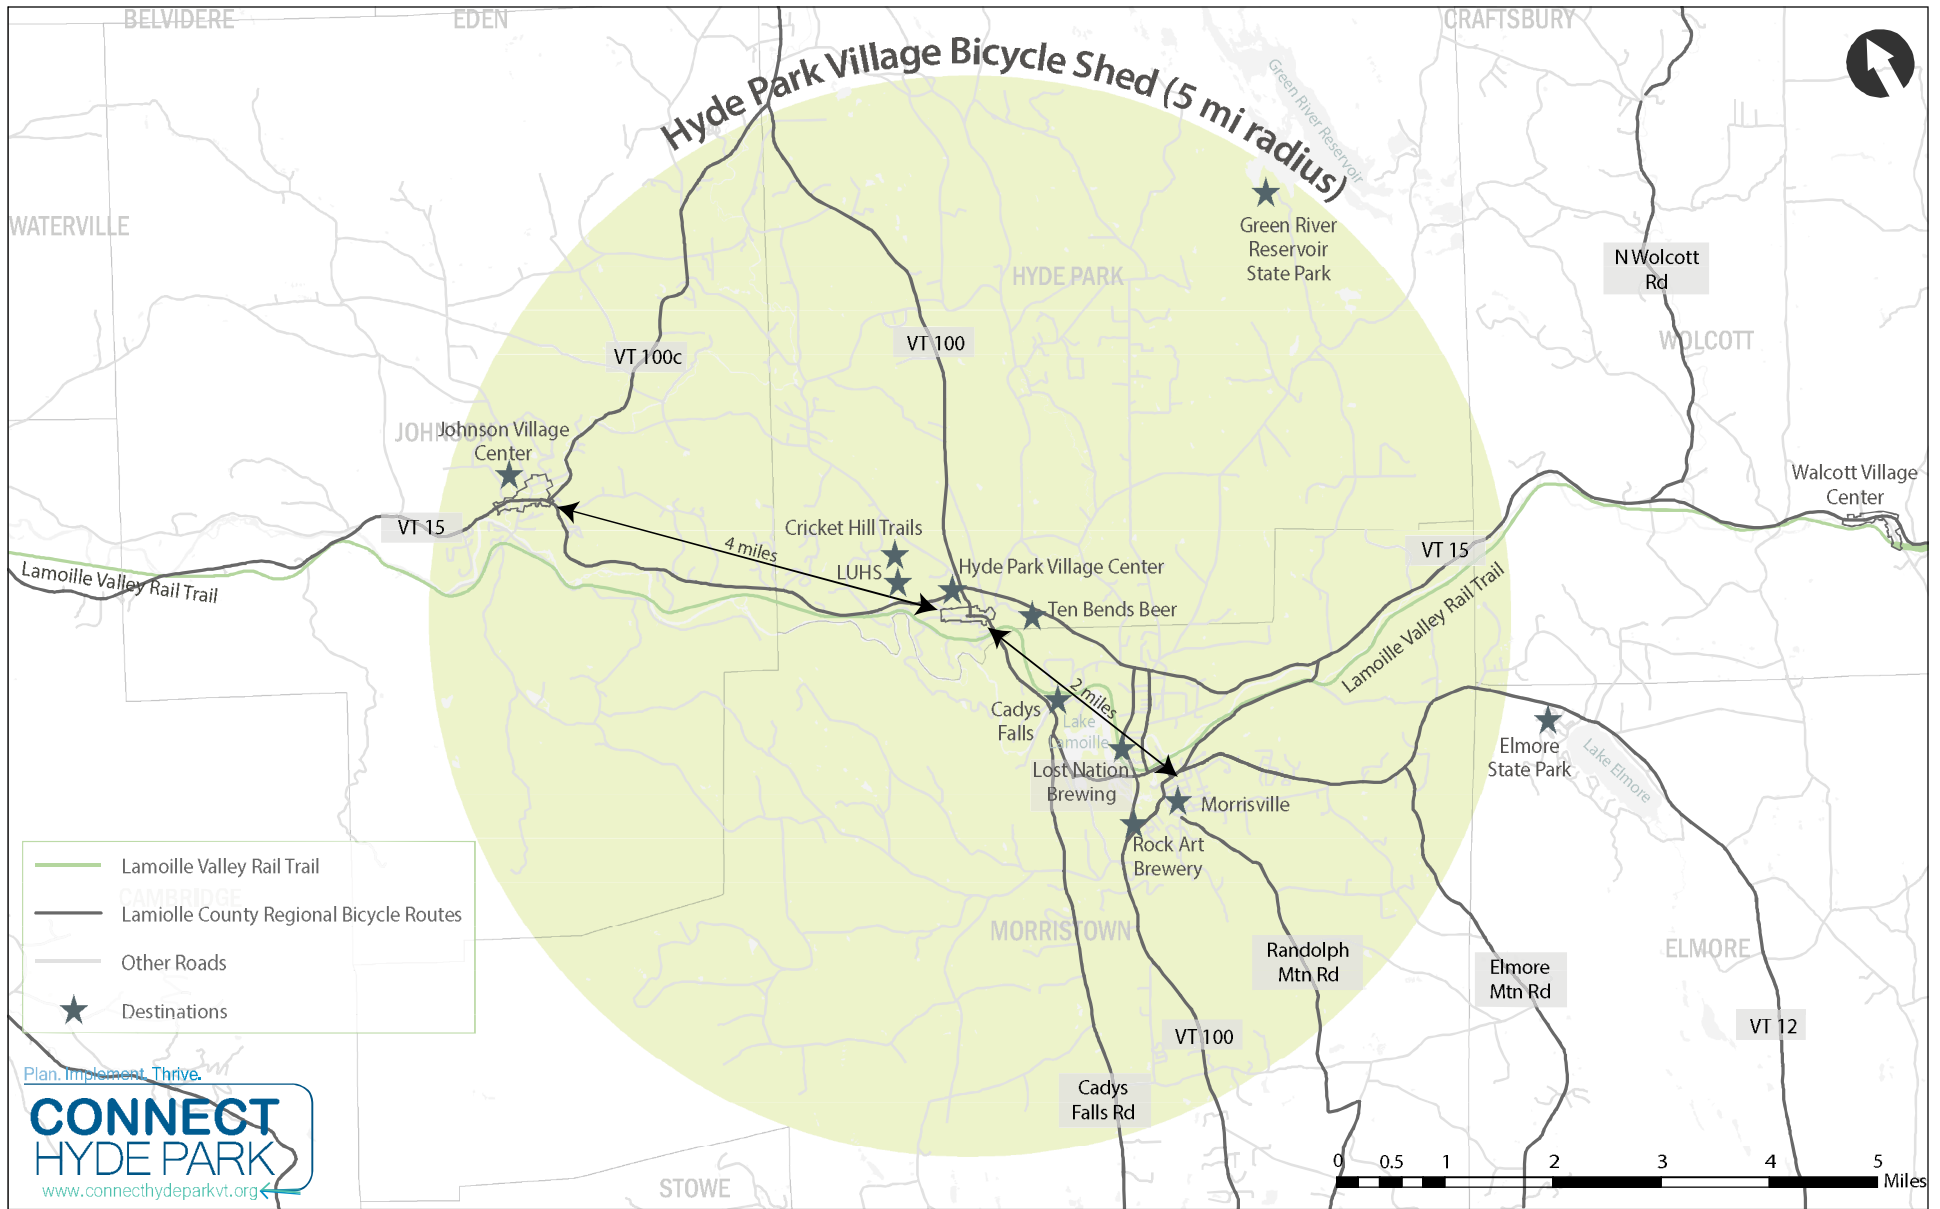 BELVIDERE
EDEN
CRAFTSBURY
Hyde Park Village Bicycle Shed (5 mi radius)
Green River Reservoir
WATERVILLE
Green River
Reservoir
State Park
HYDE PARK
N Wolcott
Rd
WOLCOTT
VT 100c
VT 100
JOHNSON
Johnson Village
Center
Walcott Village
Center
VT 15
Cricket Hill Trails
4 miles
VT 15
LUHS
Hyde Park Village Center
Lamoille Valley Rail Trail
Ten Bends Beer
Lamoille Valley Rail Trail
2 miles
Cadys
Falls
Lake
Lamoille
Elmore
State Park
Lake Elmore
Lost Nation
Brewing
Morrisville
Rock Art
Brewery
MORRISTOWN
Randolph
Mtn Rd
Elmore
Mtn Rd
ELMORE
VT 100
VT 12
Cadys
Falls Rd
STOWE
Lamoille Valley Rail Trail
CAMBRIDGE
Lamiolle County Regional Bicycle Routes
Other Roads
Destinations
Plan. Implement. Thrive.
CONNECT
HYDE PARK
www.connecthydeparkvt.org
0 0.5 1 2 3 4 5
Miles